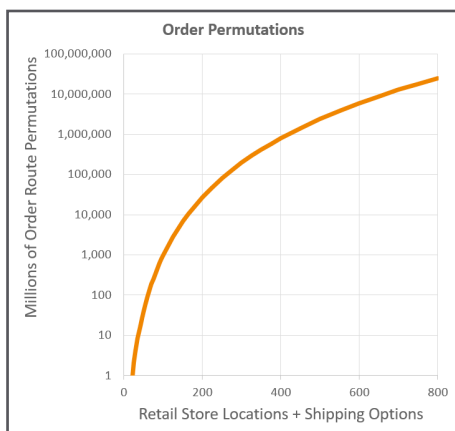 Order Permutations
Millions of Order Route Permutations
100,000,000
10,000,000
1,000,000
100,000
10,000
1,000
100
10
1
0 200 400 600 800
Retail Store Locations + Shipping Options